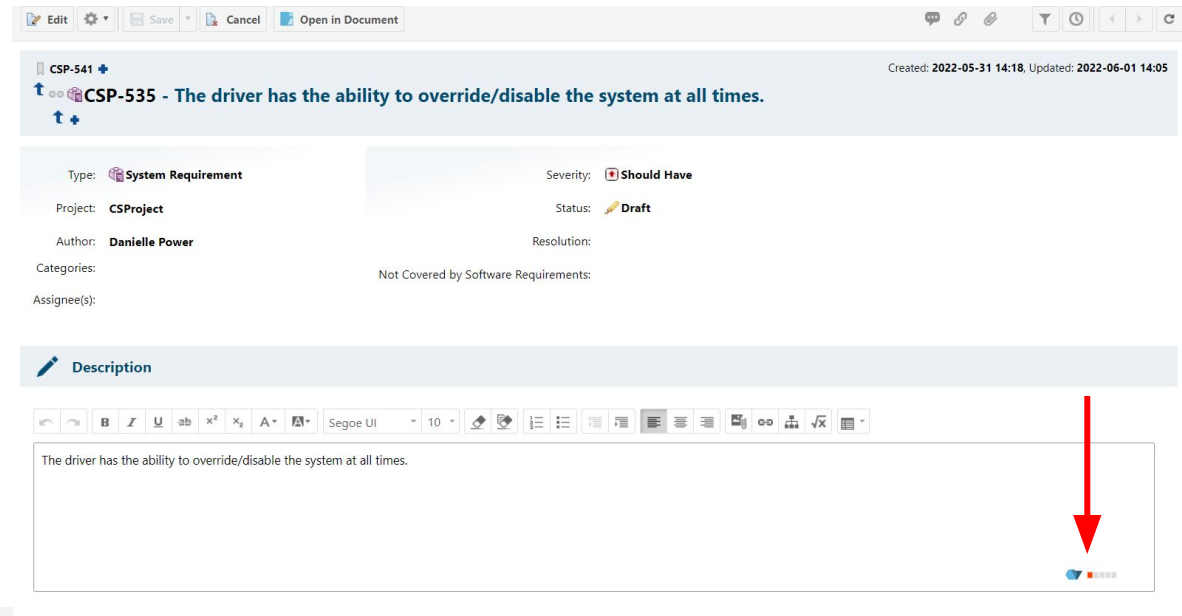 Edit Save Cancel Open in Document
CSP-541 Created: 2022-05-31 14:18, Updated: 2022-06-01 14:05
CSP-535 - The driver has the ability to override/disable the system at all times.
Type: System Requirement Severity: Should Have
Project: CSProject Status: Draft
Author: Danielle Power Resolution:
Categories:
Not Covered by Software Requirements:
Assignee(s):
Description
B I U ab x² x₂ A A Segoe UI 10 √x
The driver has the ability to override/disable the system at all times.